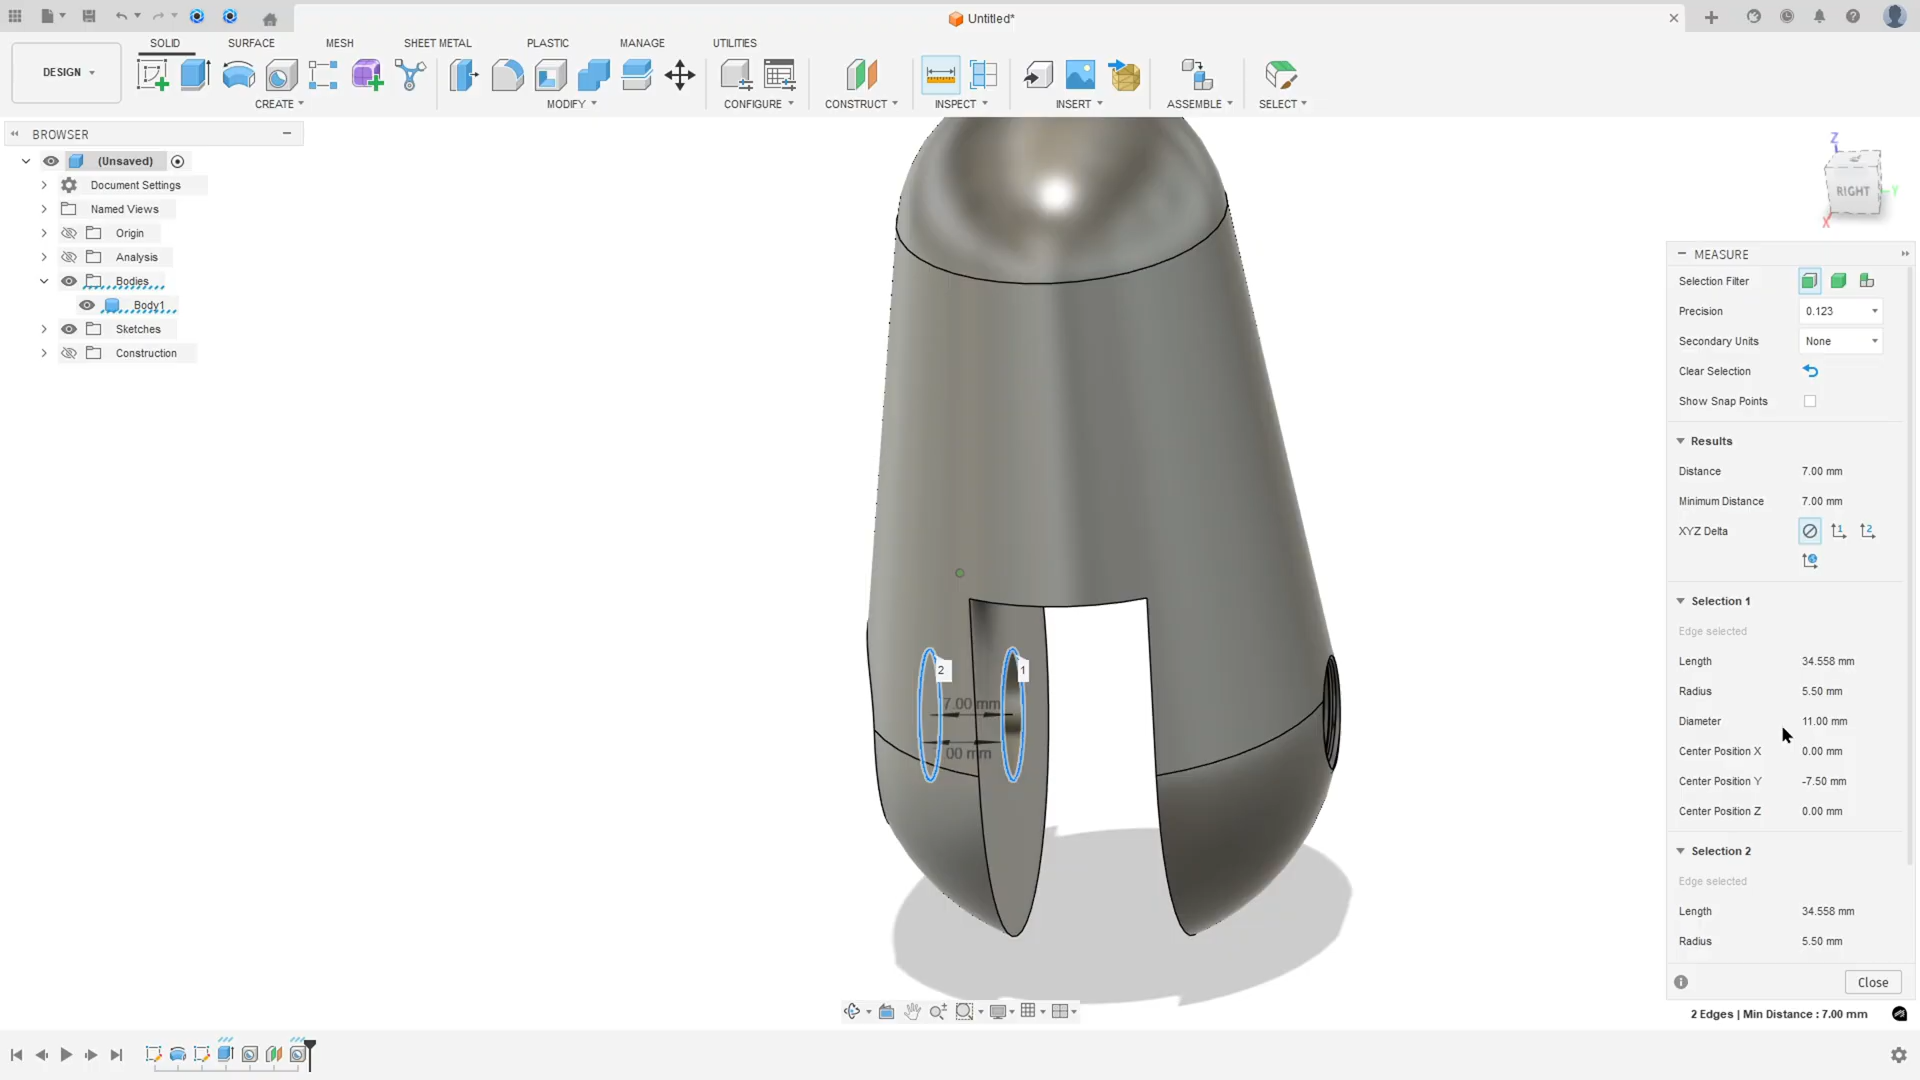 Untitled*
DESIGN
SOLID
SURFACE
MESH
SHEET METAL
PLASTIC
MANAGE
UTILITIES
CREATE
MODIFY
CONFIGURE
CONSTRUCT
INSPECT
INSERT
ASSEMBLE
SELECT
BROWSER
(Unsaved)
Document Settings
Named Views
Origin
Analysis
Bodies
Body1
Sketches
Construction
Z
RIGHT
Y
X
2
1
7.00 mm
00 mm
MEASURE
Selection Filter
Precision 0.123
Secondary Units None
Clear Selection
Show Snap Points
Results
Distance 7.00 mm
Minimum Distance 7.00 mm
XYZ Delta 1 2
Selection 1
Edge selected
Length 34.558 mm
Radius 5.50 mm
Diameter 11.00 mm
Center Position X 0.00 mm
Center Position Y -7.50 mm
Center Position Z 0.00 mm
Selection 2
Edge selected
Length 34.558 mm
Radius 5.50 mm
Close
2 Edges | Min Distance : 7.00 mm